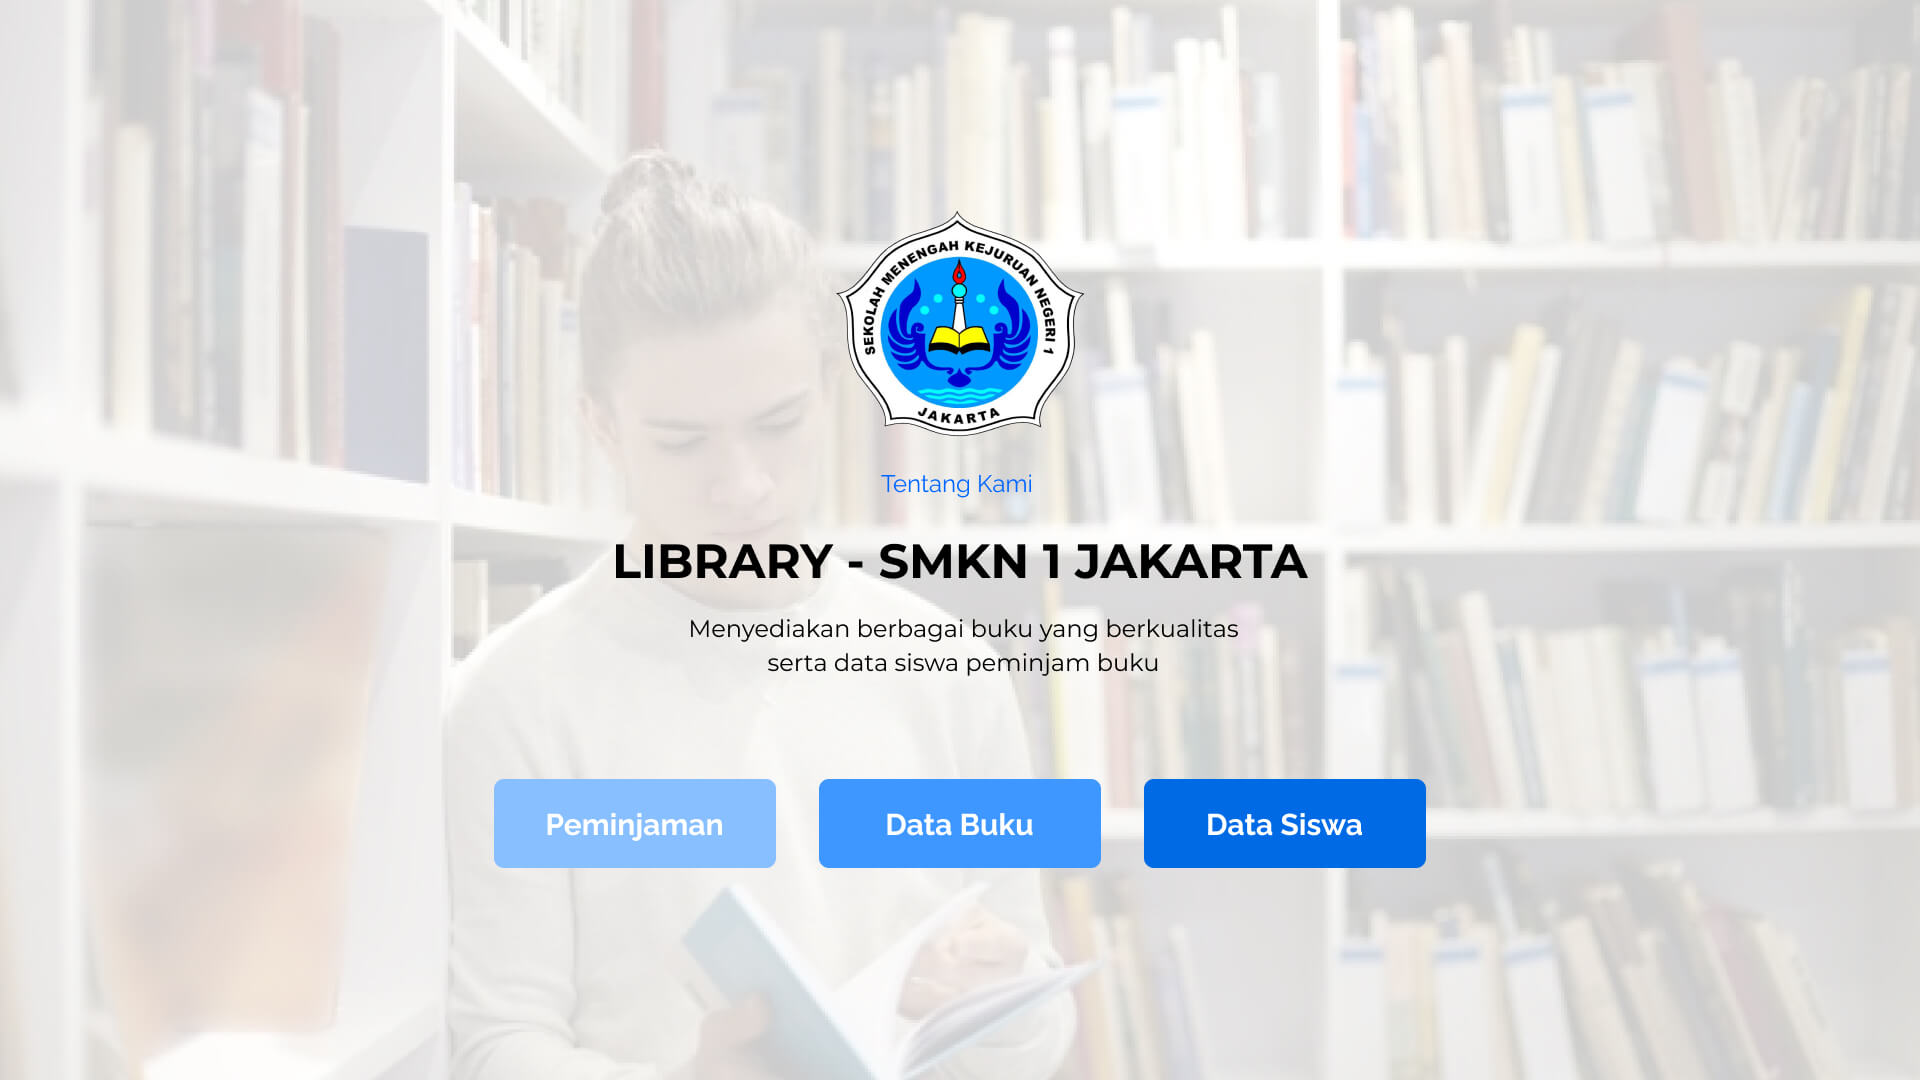 SEKOLAH MENENGAH KEJURUAN NEGERI 1
JAKARTA
Tentang Kami
LIBRARY - SMKN 1 JAKARTA
Menyediakan berbagai buku yang berkualitas
serta data siswa peminjam buku
Peminjaman
Data Buku
Data Siswa